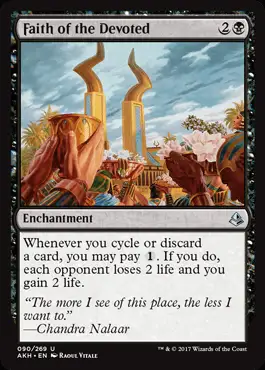 Faith of the Devoted 2
Enchantment
Whenever you cycle or discard
a card, you may pay 1. If you do,
each opponent loses 2 life and you
gain 2 life.
“The more I see of this place, the less I
want to.”
—Chandra Nalaar
090/269 U
AKH • EN Raoul Vitale
™ & © 2017 Wizards of the Coast